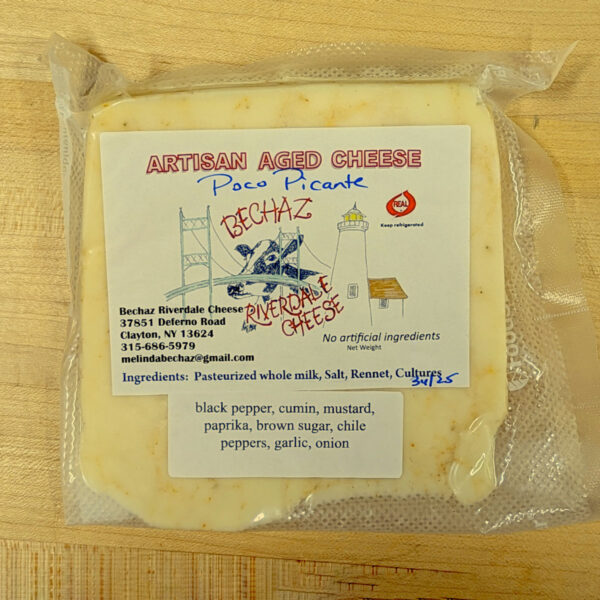 ARTISAN AGED CHEESE
Poco Picante
BECHAZ
REAL
Keep refrigerated
RIVERDALE
CHEESE
Bechaz Riverdale Cheese
37851 Deferno Road
Clayton, NY 13624
315-686-5979
melindabechaz@gmail.com
No artificial ingredients
Net Weight
Ingredients: Pasteurized whole milk, Salt, Rennet, Cultures
black pepper, cumin, mustard,
paprika, brown sugar, chile
peppers, garlic, onion